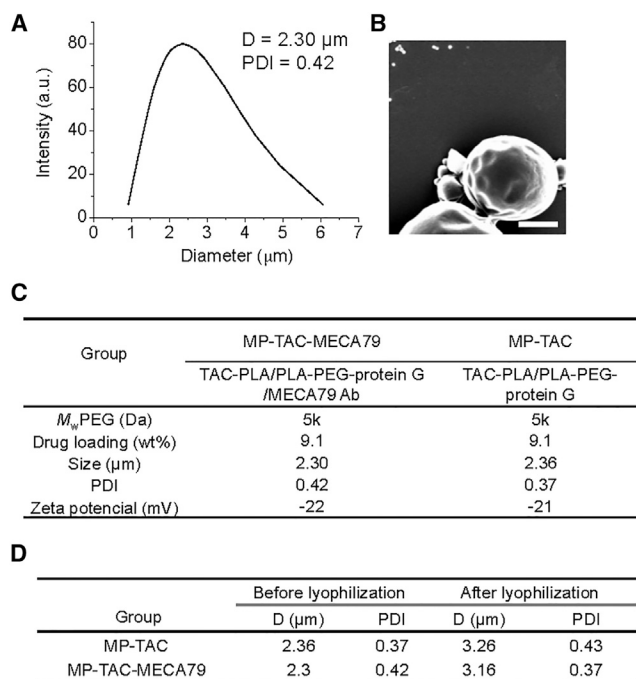 A
D = 2.30 μm
PDI = 0.42
80
60
40
20
0
Intensity (a.u.)
0 1 2 3 4 5 6 7
Diameter (μm)
B
C
Group MP-TAC-MECA79 MP-TAC
TAC-PLA/PLA-PEG-protein G TAC-PLA/PLA-PEG-
/MECA79 Ab protein G
MwPEG (Da) 5k 5k
Drug loading (wt%) 9.1 9.1
Size (μm) 2.30 2.36
PDI 0.42 0.37
Zeta potencial (mV) -22 -21
D
Before lyophilization After lyophilization
Group D (μm) PDI D (μm) PDI
MP-TAC 2.36 0.37 3.26 0.43
MP-TAC-MECA79 2.3 0.42 3.16 0.37